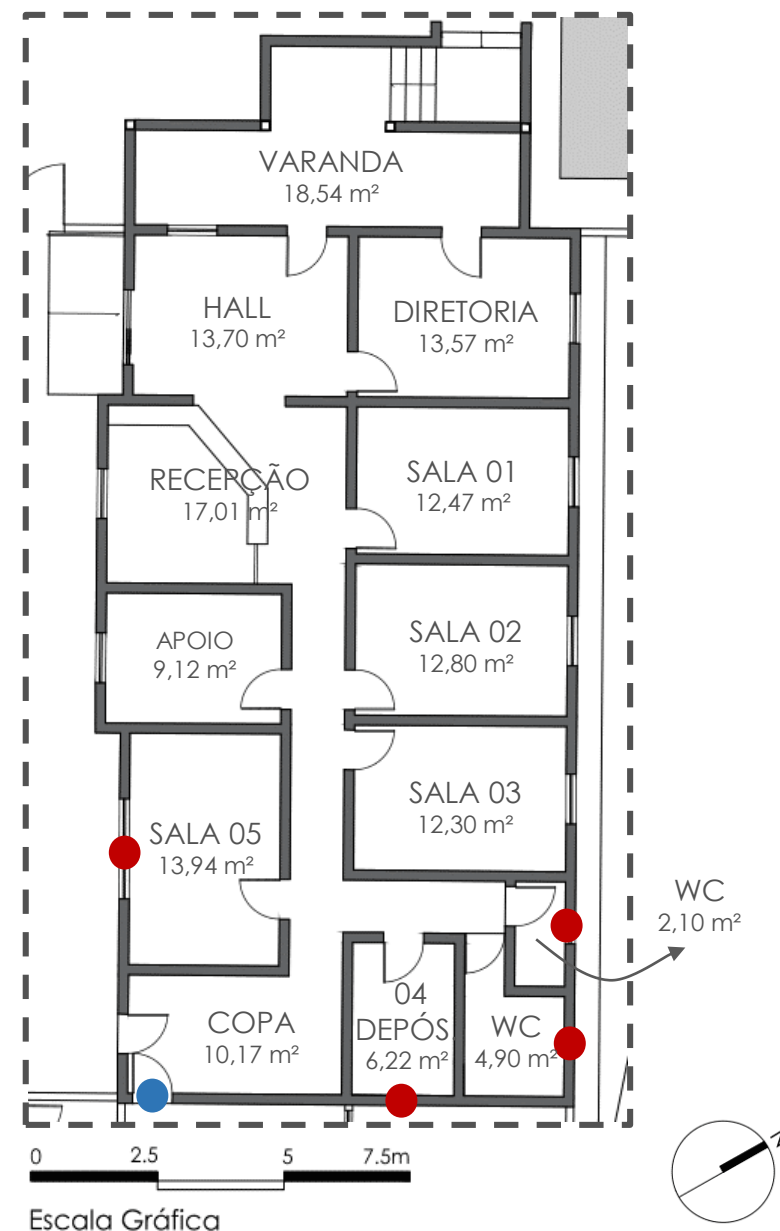 VARANDA
18,54 m²
HALL
13,70 m²
DIRETORIA
13,57 m²
RECEPÇÃO
17,01 m²
SALA 01
12,47 m²
APOIO
9,12 m²
SALA 02
12,80 m²
SALA 03
12,30 m²
SALA 05
13,94 m²
WC
2,10 m²
COPA
10,17 m²
04
DEPÓS
6,22 m²
WC
4,90 m²
0 2.5 5 7.5m
Escala Gráfica